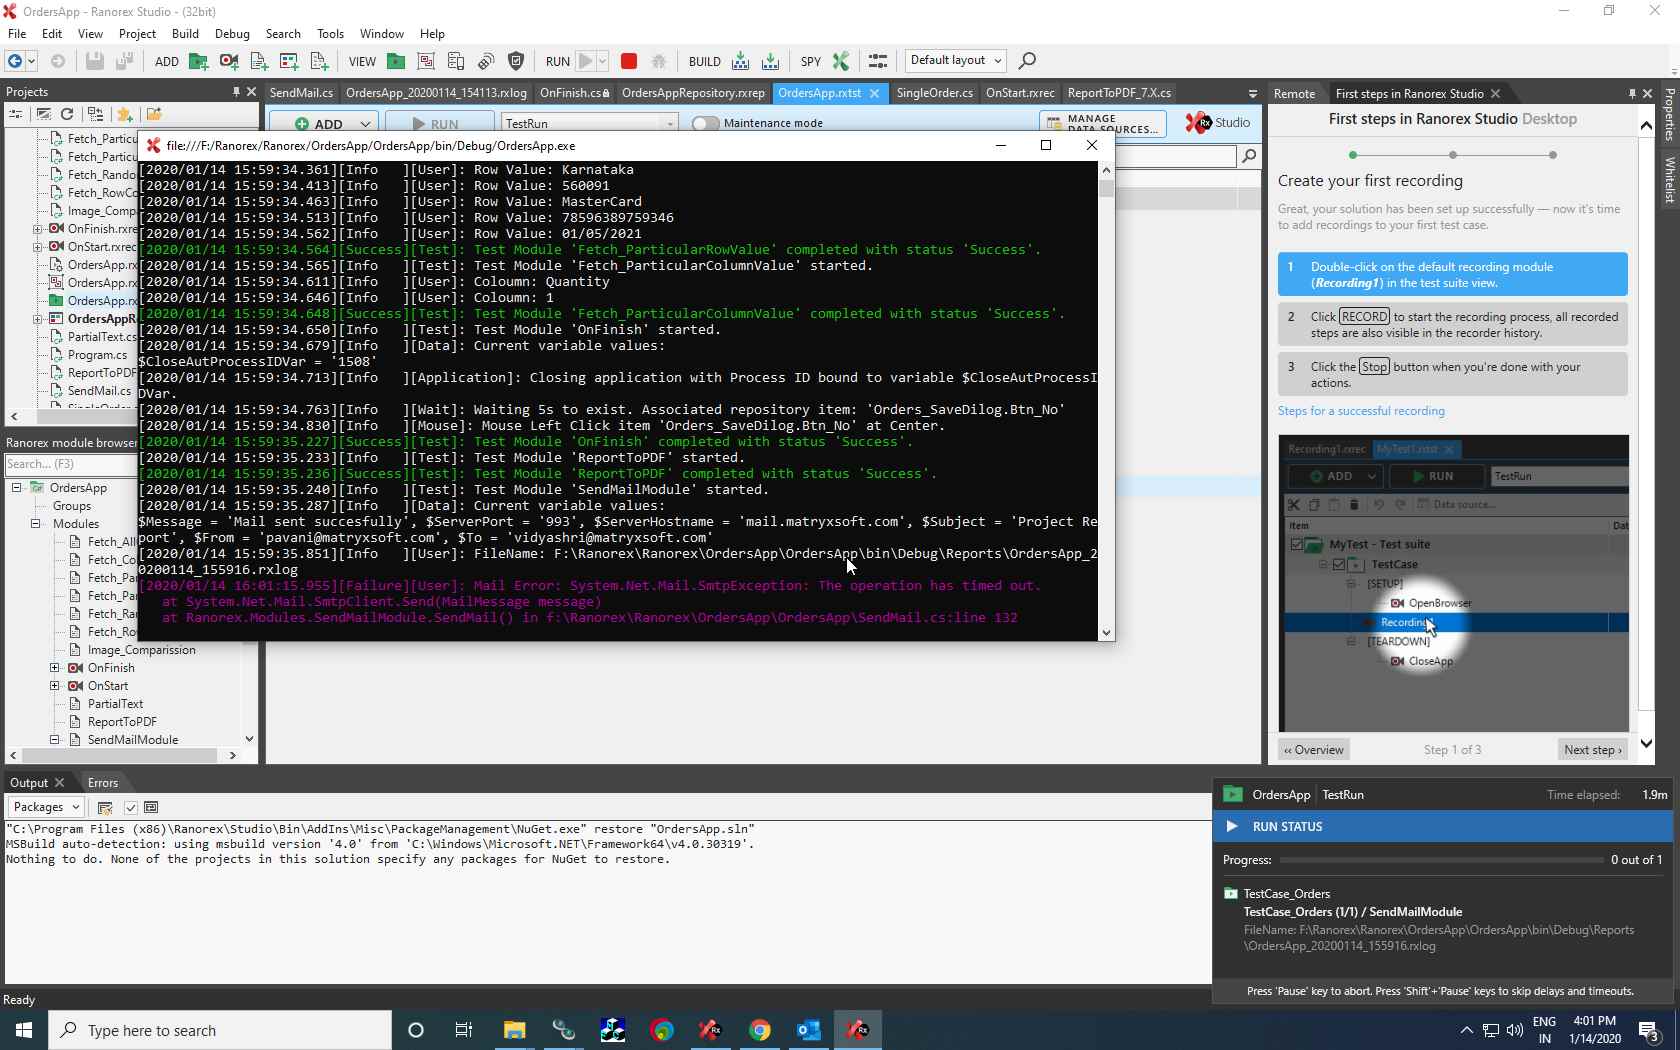 OrdersApp - Ranorex Studio - (32bit)
File Edit View Project Build Debug Search Tools Window Help
ADD VIEW RUN BUILD SPY Default layout
Projects
SendMail.cs OrdersApp_20200114_154113.rxlog OnFinish.cs OrdersAppRepository.rxrep OrdersApp.rxtst SingleOrder.cs OnStart.rxrec ReportToPDF_7.X.cs
ADD RUN TestRun Maintenance mode MANAGE DATA SOURCES... Rx Studio
Fetch_Particu
Fetch_Particu
Fetch_Rando
Fetch_RowCo
Image_Comp
OnFinish.rxre
OnStart.rxrec
OrdersApp.rx
OrdersApp.rx
OrdersApp.rx
OrdersAppRe
PartialText.cs
Program.cs
ReportToPDF
SendMail.cs
Ranorex module browser
Search... (F3)
OrdersApp
Groups
Modules
Fetch_All
Fetch_Co
Fetch_Pa
Fetch_Pa
Fetch_Ra
Fetch_Ro
Image_Comparission
OnFinish
OnStart
PartialText
ReportToPDF
SendMailModule
file:///F:/Ranorex/Ranorex/OrdersApp/OrdersApp/bin/Debug/OrdersApp.exe
[2020/01/14 15:59:34.361][Info ][User]: Row Value: Karnataka
[2020/01/14 15:59:34.413][Info ][User]: Row Value: 560091
[2020/01/14 15:59:34.463][Info ][User]: Row Value: MasterCard
[2020/01/14 15:59:34.513][Info ][User]: Row Value: 78596389759346
[2020/01/14 15:59:34.562][Info ][User]: Row Value: 01/05/2021
[2020/01/14 15:59:34.564][Success][Test]: Test Module 'Fetch_ParticularRowValue' completed with status 'Success'.
[2020/01/14 15:59:34.565][Info ][Test]: Test Module 'Fetch_ParticularColumnValue' started.
[2020/01/14 15:59:34.611][Info ][User]: Coloumn: Quantity
[2020/01/14 15:59:34.646][Info ][User]: Coloumn: 1
[2020/01/14 15:59:34.648][Success][Test]: Test Module 'Fetch_ParticularColumnValue' completed with status 'Success'.
[2020/01/14 15:59:34.650][Info ][Test]: Test Module 'OnFinish' started.
[2020/01/14 15:59:34.679][Info ][Data]: Current variable values:
$CloseAutProcessIDVar = '1508'
[2020/01/14 15:59:34.713][Info ][Application]: Closing application with Process ID bound to variable $CloseAutProcessI
DVar.
[2020/01/14 15:59:34.763][Info ][Wait]: Waiting 5s to exist. Associated repository item: 'Orders_SaveDilog.Btn_No'
[2020/01/14 15:59:34.830][Info ][Mouse]: Mouse Left Click item 'Orders_SaveDilog.Btn_No' at Center.
[2020/01/14 15:59:35.227][Success][Test]: Test Module 'OnFinish' completed with status 'Success'.
[2020/01/14 15:59:35.233][Info ][Test]: Test Module 'ReportToPDF' started.
[2020/01/14 15:59:35.236][Success][Test]: Test Module 'ReportToPDF' completed with status 'Success'.
[2020/01/14 15:59:35.240][Info ][Test]: Test Module 'SendMailModule' started.
[2020/01/14 15:59:35.287][Info ][Data]: Current variable values:
$Message = 'Mail sent succesfully', $ServerPort = '993', $ServerHostname = 'mail.matryxsoft.com', $Subject = 'Project Re
port', $From = 'pavani@matryxsoft.com', $To = 'vidyashri@matryxsoft.com'
[2020/01/14 15:59:35.851][Info ][User]: FileName: F:\Ranorex\Ranorex\OrdersApp\OrdersApp\bin\Debug\Reports\OrdersApp_2
0200114_155916.rxlog
[2020/01/14 16:01:15.955][Failure][User]: Mail Error: System.Net.Mail.SmtpException: The operation has timed out.
at System.Net.Mail.SmtpClient.Send(MailMessage message)
at Ranorex.Modules.SendMailModule.SendMail() in f:\Ranorex\Ranorex\OrdersApp\OrdersApp\SendMail.cs:line 132
Remote First steps in Ranorex Studio
First steps in Ranorex Studio Desktop
Create your first recording
Great, your solution has been set up successfully — now it's time
to add recordings to your first test case.
1 Double-click on the default recording module
(Recording1) in the test suite view.
2 Click RECORD to start the recording process, all recorded
steps are also visible in the recorder history.
3 Click the Stop button when you're done with your
actions.
Steps for a successful recording
Recording1.rxrec MyTest1.rxtst
ADD RUN TestRun
Data source...
Item Dat
MyTest - Test suite
TestCase
[SETUP]
OpenBrowser
Recording
[TEARDOWN]
CloseApp
‹‹ Overview Step 1 of 3 Next step ›
Properties
Whitelist
Output Errors
Packages
"C:\Program Files (x86)\Ranorex\Studio\Bin\AddIns\Misc\PackageManagement\NuGet.exe" restore "OrdersApp.sln"
MSBuild auto-detection: using msbuild version '4.0' from 'C:\Windows\Microsoft.NET\Framework64\v4.0.30319'.
Nothing to do. None of the projects in this solution specify any packages for NuGet to restore.
OrdersApp TestRun Time elapsed: 1.9m
RUN STATUS
Progress: 0 out of 1
TestCase_Orders
TestCase_Orders (1/1) / SendMailModule
FileName: F:\Ranorex\Ranorex\OrdersApp\OrdersApp\bin\Debug\Reports
\OrdersApp_20200114_155916.rxlog
Press 'Pause' key to abort. Press 'Shift'+'Pause' keys to skip delays and timeouts.
Ready
Type here to search
ENG
IN
4:01 PM
1/14/2020
3